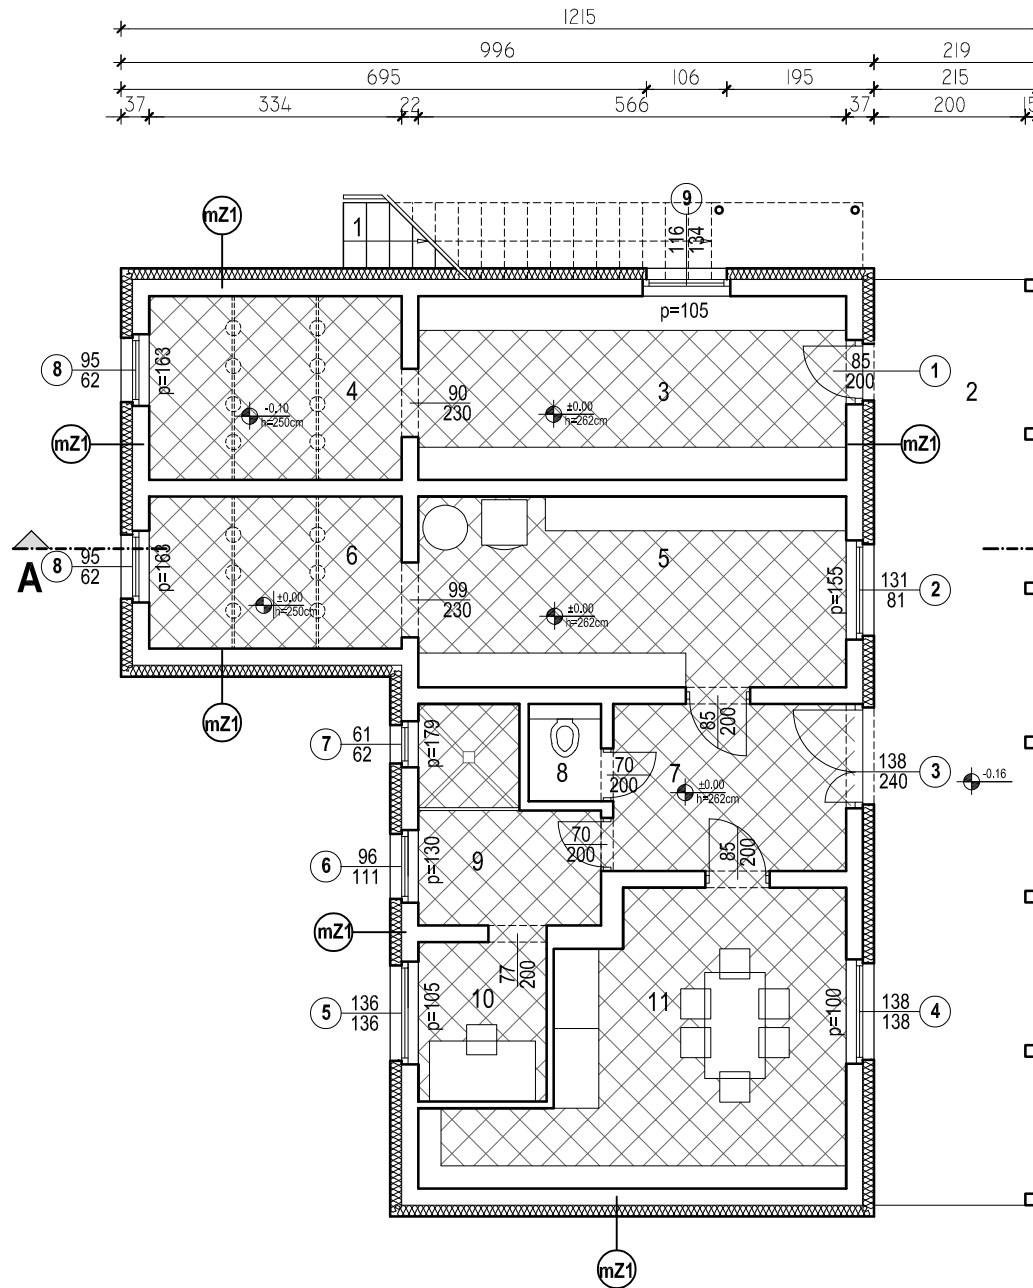 1215
996 219
695 106 195 215
37 334 22 566 37 200 15
mZ1
1
9
116
134
p=105
8
95
62
p=163
4
-0.10
h=250cm
90
230
3
±0.00
h=262cm
85
200
1
2
mZ1
mZ1
A
8
95
62
p=163
6
±0.00
h=250cm
99
230
5
±0.00
h=262cm
p=155
131
81
2
mZ1
7
61
62
p=179
8
70
200
85
200
7
±0.00
h=262cm
138
240
3
-0.16
6
96
111
p=130
9
70
200
85
200
mZ1
77
200
5
136
136
p=105
10
11
p=100
138
138
4
mZ1